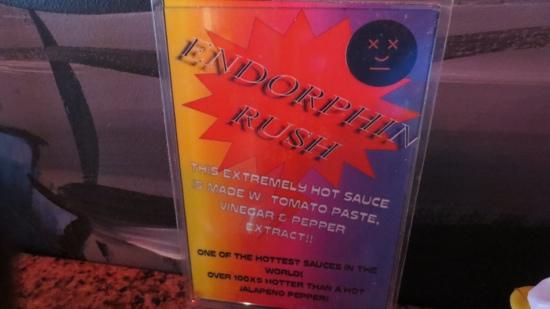 ENDORPHIN
RUSH
THIS EXTREMELY HOT SAUCE
IS MADE W. TOMATO PASTE,
VINEGAR & PEPPER
EXTRACT!!
ONE OF THE HOTTEST SAUCES IN THE
WORLD!
OVER 100XS HOTTER THAN A HOT
JALAPENO PEPPER!